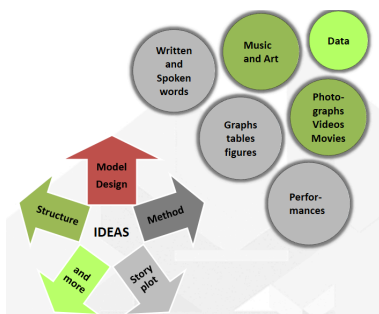 Written
and
Spoken
words
Music
and Art
Data
Graphs
tables
figures
Photo-
graphs
Videos
Movies
Perfor-
mances
Model
Design
Structure
Method
IDEAS
and
more
Story
plot